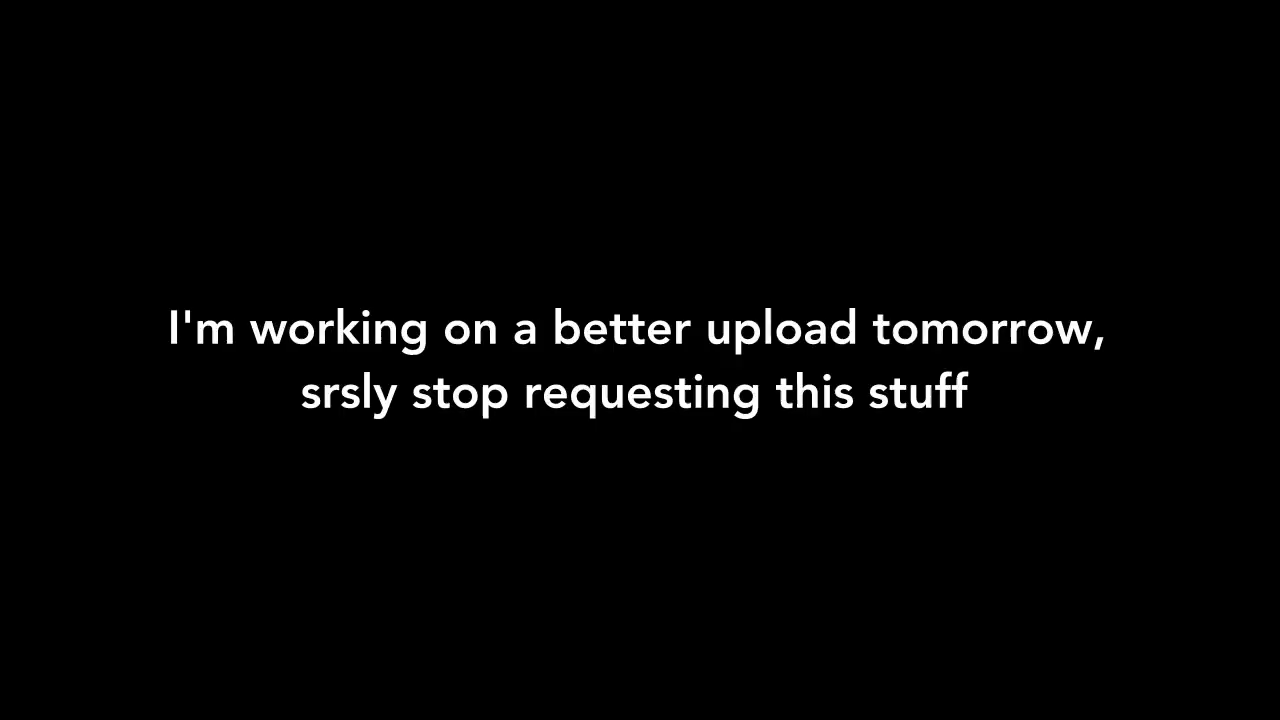 I'm working on a better upload tomorrow,
srsly stop requesting this stuff